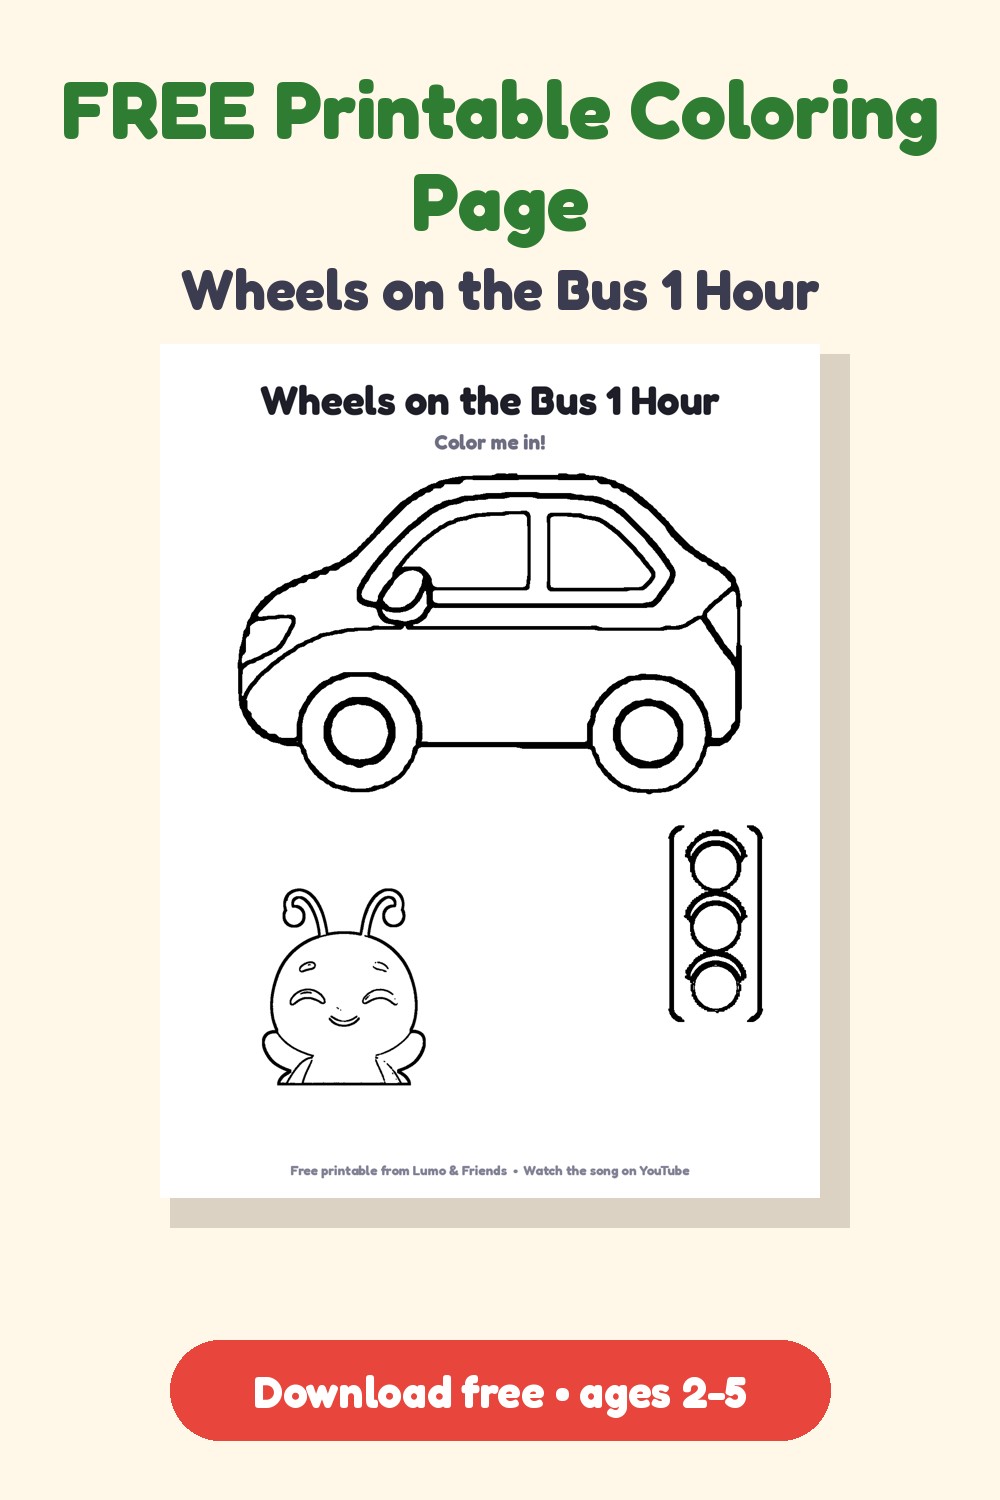 FREE Printable Coloring
Page
Wheels on the Bus 1 Hour
Wheels on the Bus 1 Hour
Color me in!
Free printable from Lumo & Friends • Watch the song on YouTube
Download free • ages 2-5